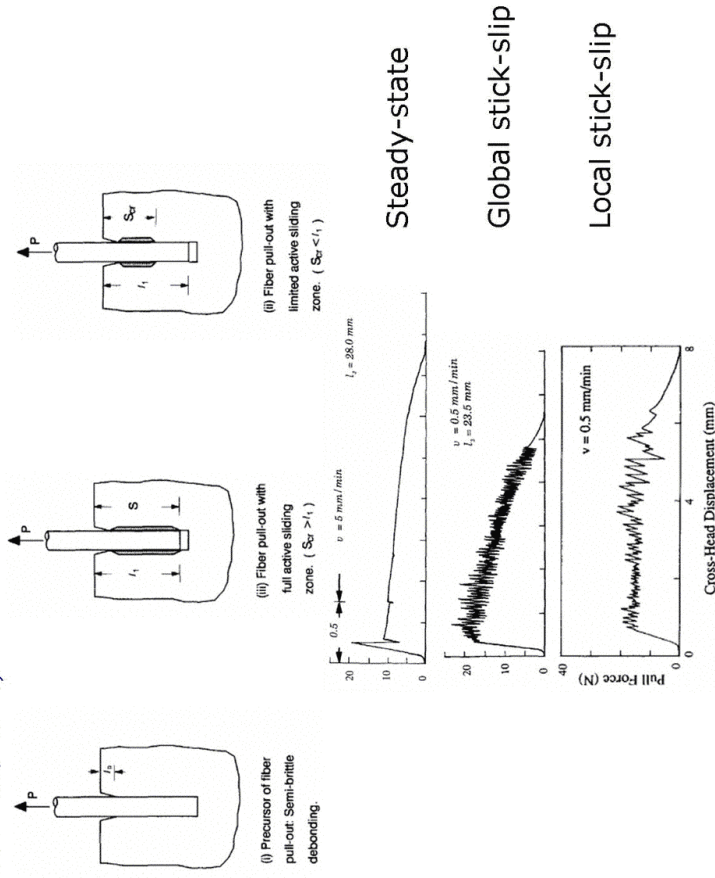 P
l₀
(i) Precursor of fiber
pull-out: Semi-brittle
debonding.
P
l₁
S
(iii) Fiber pull-out with
full active sliding
zone. ( Scr > l₁ )
P
l₁
Scr
(ii) Fiber pull-out with
limited active sliding
zone. ( Scr < l₁ )
20
10
0
0.5
υ = 5 mm/min
= 28.0 mm
Steady-state
20
10
0
υ = 0.5 mm/min
= 23.5 mm
Global stick-slip
40
Pull Force (N)
0
v = 0.5 mm/min
0
4
8
Cross-Head Displacement (mm)
Local stick-slip